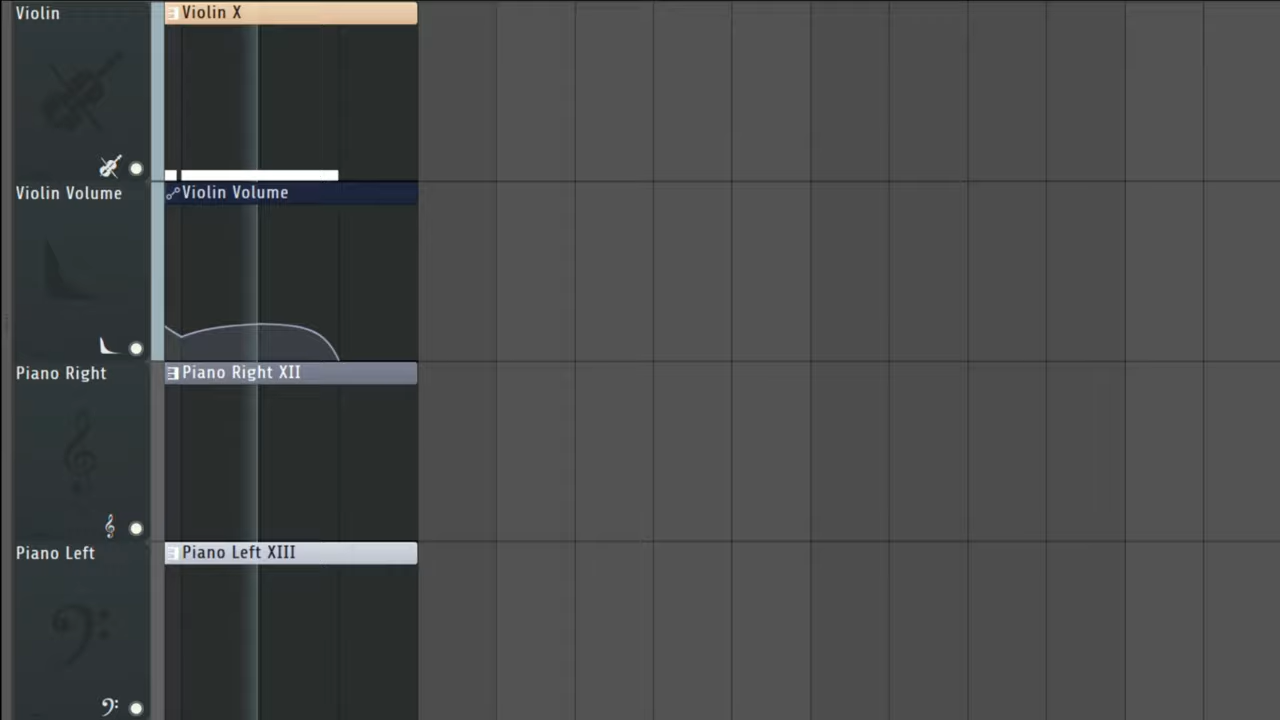 Violin
Violin X
Violin Volume
Violin Volume
Piano Right
Piano Right XII
Piano Left
Piano Left XIII